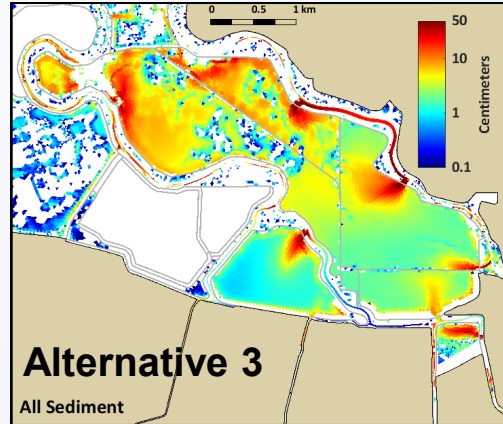 0 0.5 1 km
50
10
1
0.1
Centimeters
Alternative 3
All Sediment